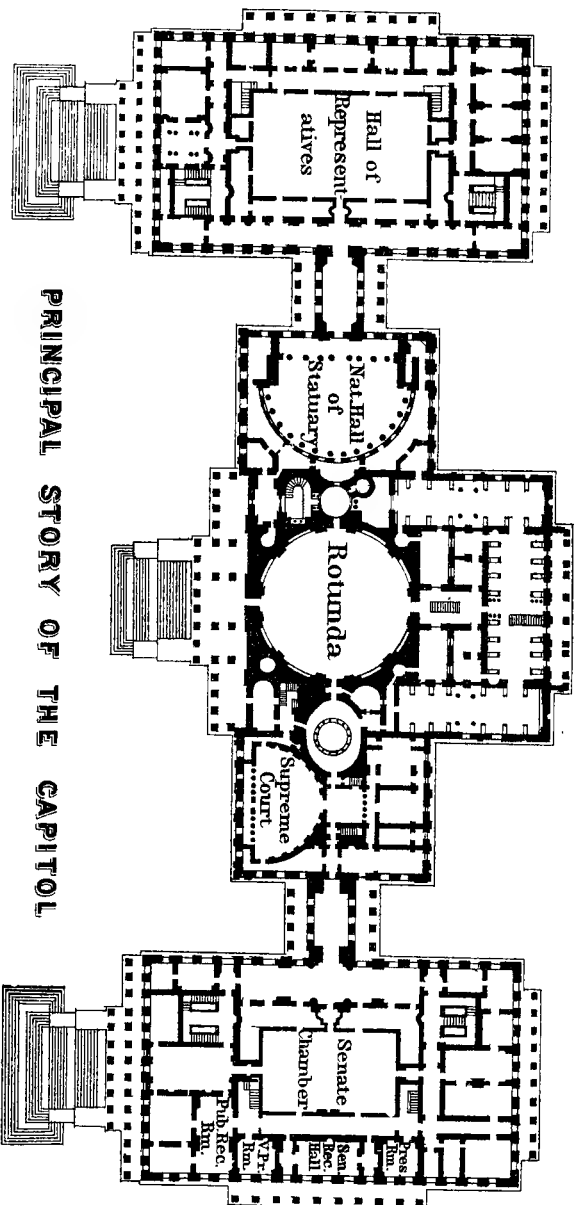 Hall of
Represent-
atives
Nat. Hall
of
Statuary
Rotunda
Supreme
Court
Senate
Chamber
Pres.
Rm.
Sen.
Rec.
Hall
V.Pr.
Rm.
Pub.Rec.
Rm.
PRINCIPAL STORY OF THE CAPITOL